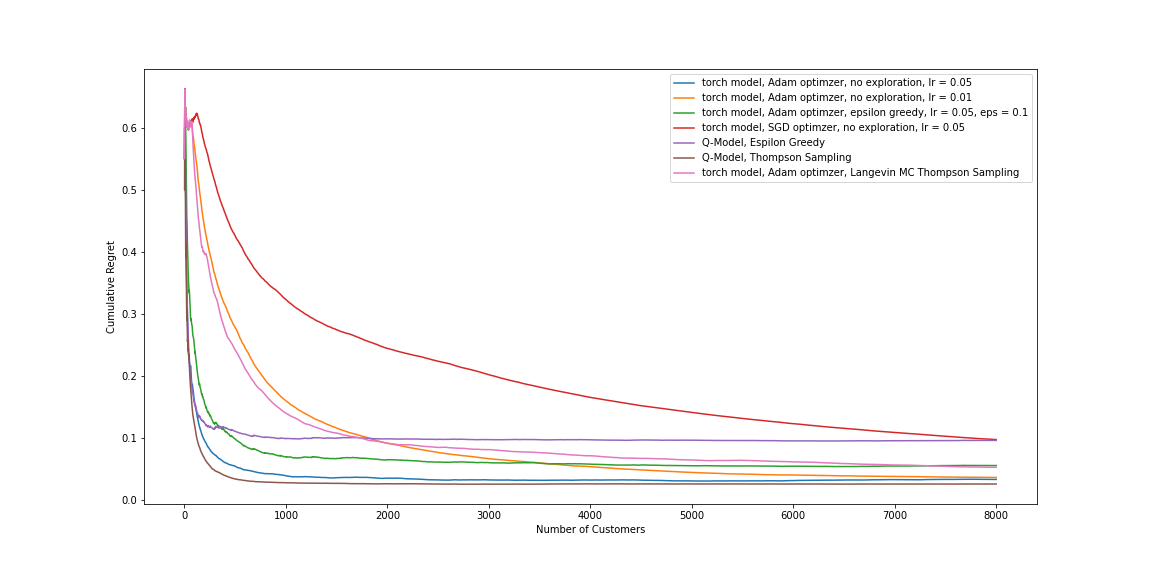 torch model, Adam optimzer, no exploration, lr = 0.05
torch model, Adam optimzer, no exploration, lr = 0.01
torch model, Adam optimzer, epsilon greedy, lr = 0.05, eps = 0.1
torch model, SGD optimzer, no exploration, lr = 0.05
Q-Model, Espilon Greedy
Q-Model, Thompson Sampling
torch model, Adam optimzer, Langevin MC Thompson Sampling
Cumulative Regret
0.6
0.5
0.4
0.3
0.2
0.1
0.0
0 1000 2000 3000 4000 5000 6000 7000 8000
Number of Customers